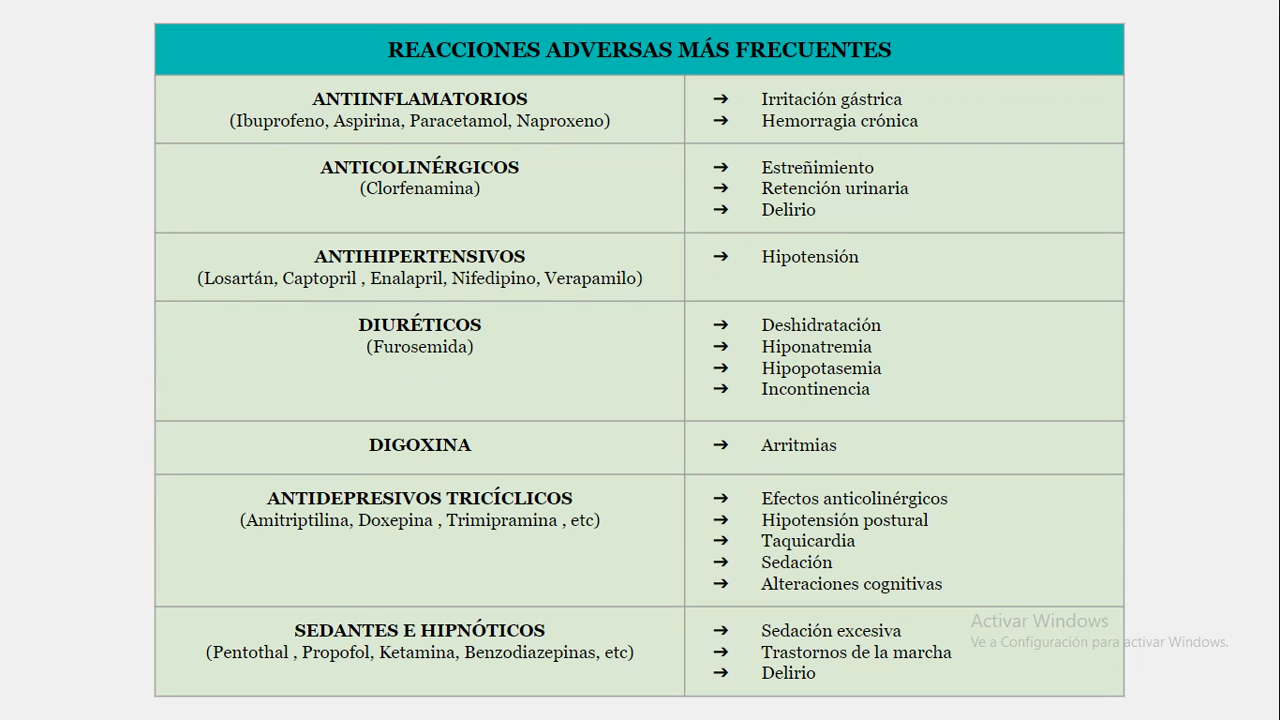 REACCIONES ADVERSAS MÁS FRECUENTES
ANTIINFLAMATORIOS
(Ibuprofeno, Aspirina, Paracetamol, Naproxeno)
➔ Irritación gástrica
➔ Hemorragia crónica
ANTICOLINÉRGICOS
(Clorfenamina)
➔ Estreñimiento
➔ Retención urinaria
➔ Delirio
ANTIHIPERTENSIVOS
(Losartán, Captopril , Enalapril, Nifedipino, Verapamilo)
➔ Hipotensión
DIURÉTICOS
(Furosemida)
➔ Deshidratación
➔ Hiponatremia
➔ Hipopotasemia
➔ Incontinencia
DIGOXINA
➔ Arritmias
ANTIDEPRESIVOS TRICÍCLICOS
(Amitriptilina, Doxepina , Trimipramina , etc)
➔ Efectos anticolinérgicos
➔ Hipotensión postural
➔ Taquicardia
➔ Sedación
➔ Alteraciones cognitivas
SEDANTES E HIPNÓTICOS
(Pentothal , Propofol, Ketamina, Benzodiazepinas, etc)
➔ Sedación excesiva
➔ Trastornos de la marcha
➔ Delirio
Activar Windows
Ve a Configuración para activar Windows.